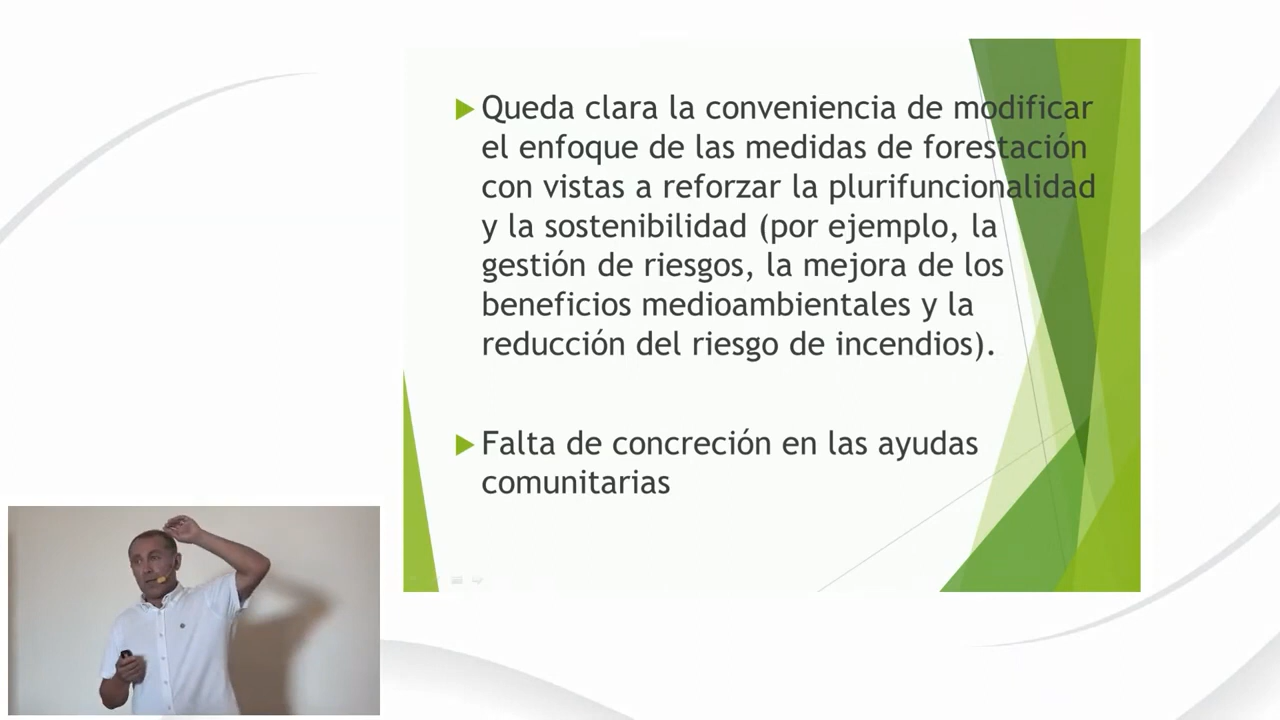 Queda clara la conveniencia de modificar
el enfoque de las medidas de forestación
con vistas a reforzar la plurifuncionalidad
y la sostenibilidad (por ejemplo, la
gestión de riesgos, la mejora de los
beneficios medioambientales y la
reducción del riesgo de incendios).
Falta de concreción en las ayudas
comunitarias